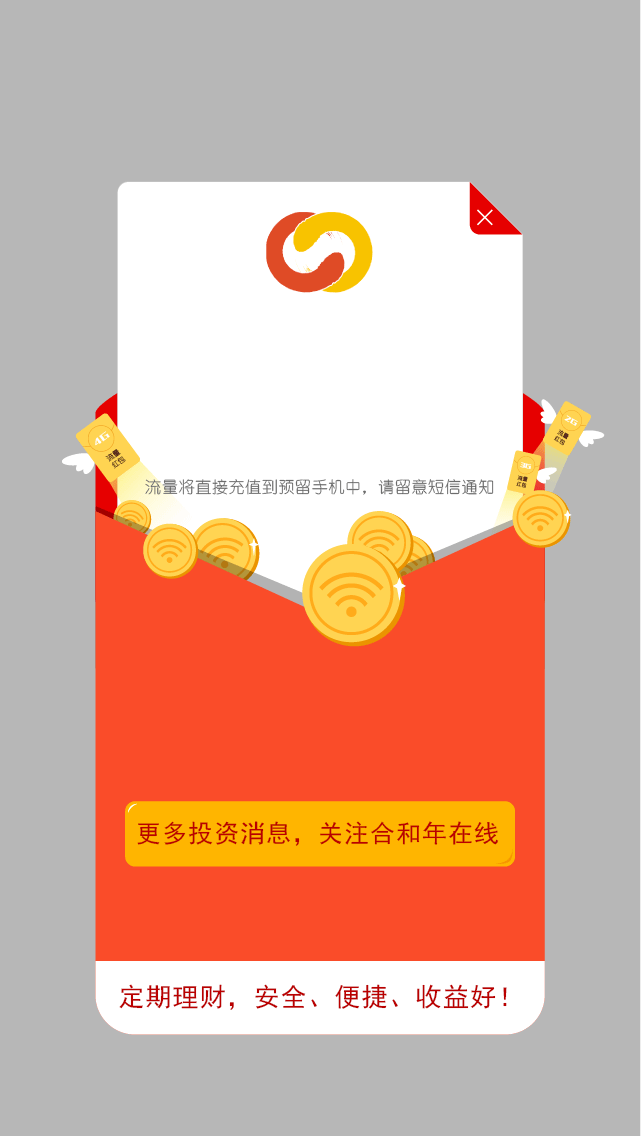 4G
流量
红包
2G
流量
红包
3G
流量
红包
流量将直接充值到预留手机中，请留意短信通知
更多投资消息，关注合和年在线
定期理财，安全、便捷、收益好！